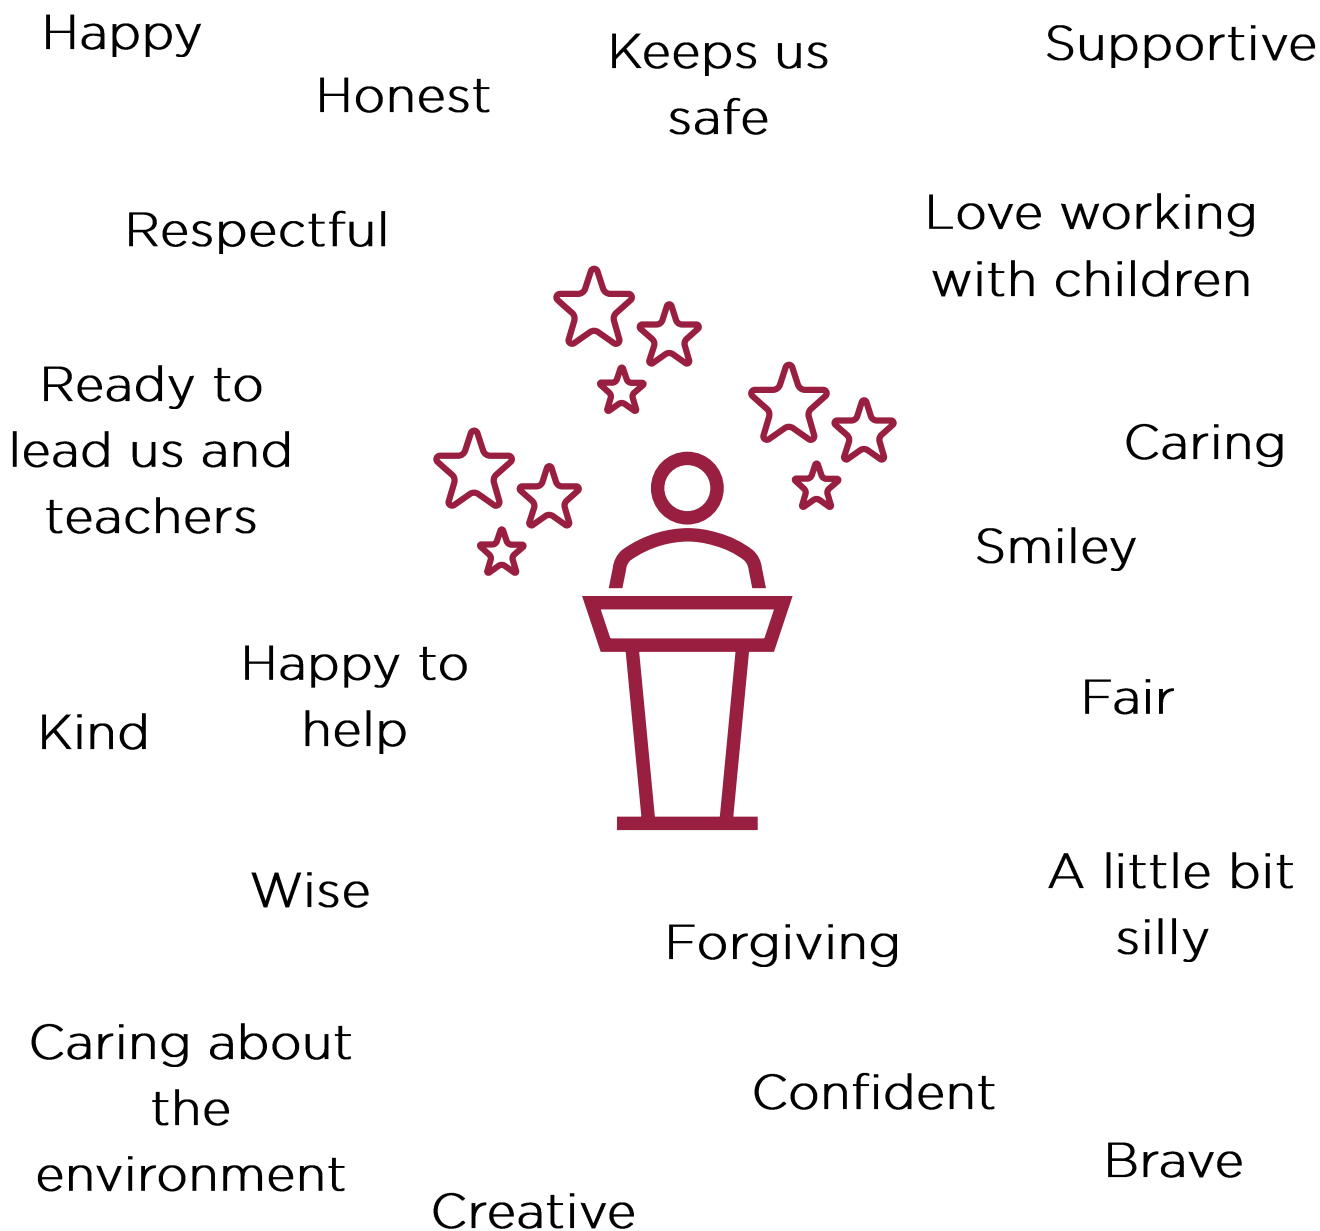 Happy
Honest
Keeps us
safe
Supportive
Respectful
Love working
with children
Ready to
lead us and
teachers
Caring
Smiley
Happy to
help
Kind
Fair
Wise
A little bit
silly
Forgiving
Caring about
the
environment
Confident
Brave
Creative